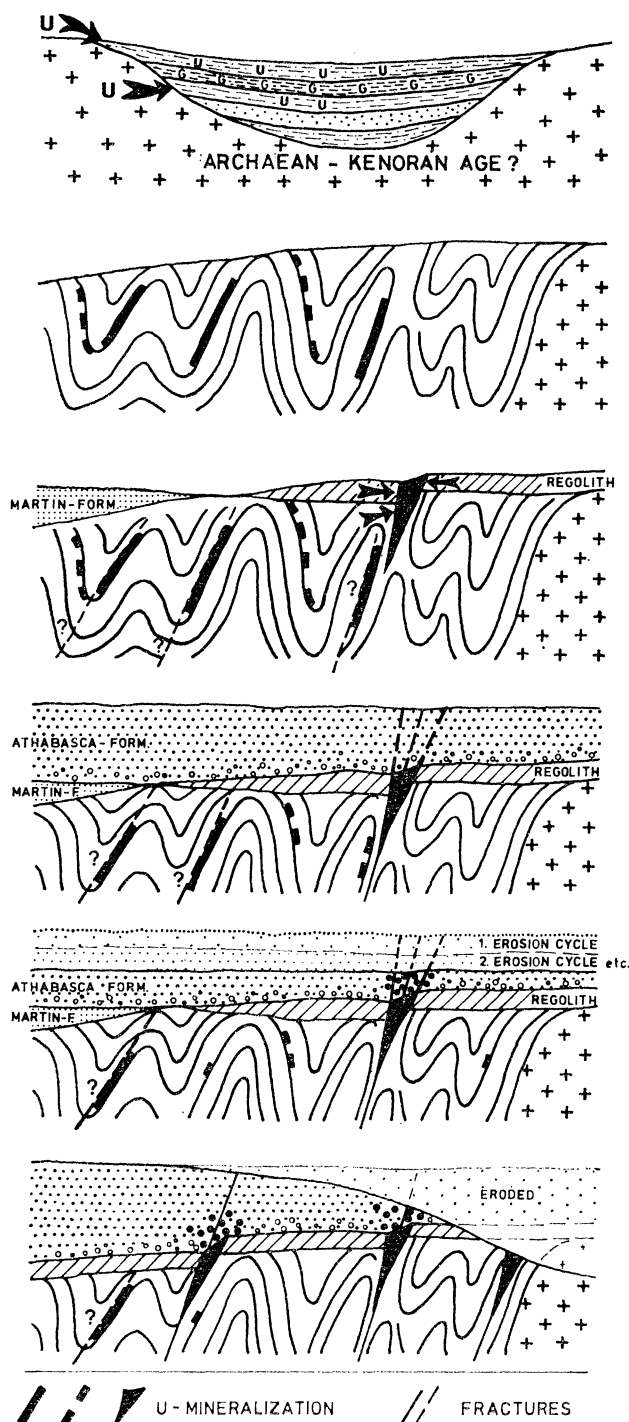 U
U U U U
G G G G G G G
U U U
ARCHAEAN - KENORAN AGE ?
REGOLITH
MARTIN-FORM.
?
? ?
ATHABASCA-FORM.
REGOLITH
MARTIN-F.
? ?
1. EROSION CYCLE
2. EROSION CYCLE etc.
ATHABASCA-FORM.
REGOLITH
MARTIN-F.
?
ERODED
?
U-MINERALIZATION FRACTURES